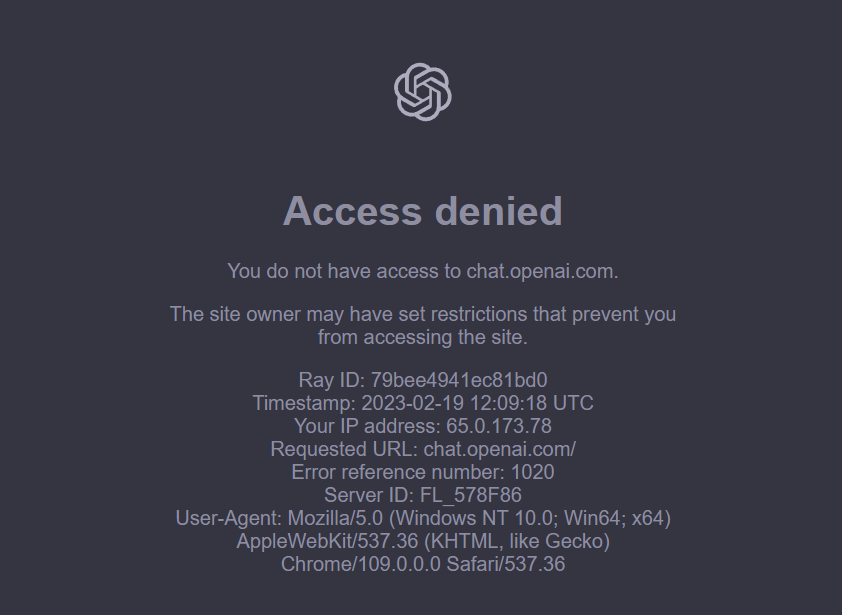 Access denied
You do not have access to chat.openai.com.
The site owner may have set restrictions that prevent you
from accessing the site.
Ray ID: 79bee4941ec81bd0
Timestamp: 2023-02-19 12:09:18 UTC
Your IP address: 65.0.173.78
Requested URL: chat.openai.com/
Error reference number: 1020
Server ID: FL_578F86
User-Agent: Mozilla/5.0 (Windows NT 10.0; Win64; x64)
AppleWebKit/537.36 (KHTML, like Gecko)
Chrome/109.0.0.0 Safari/537.36